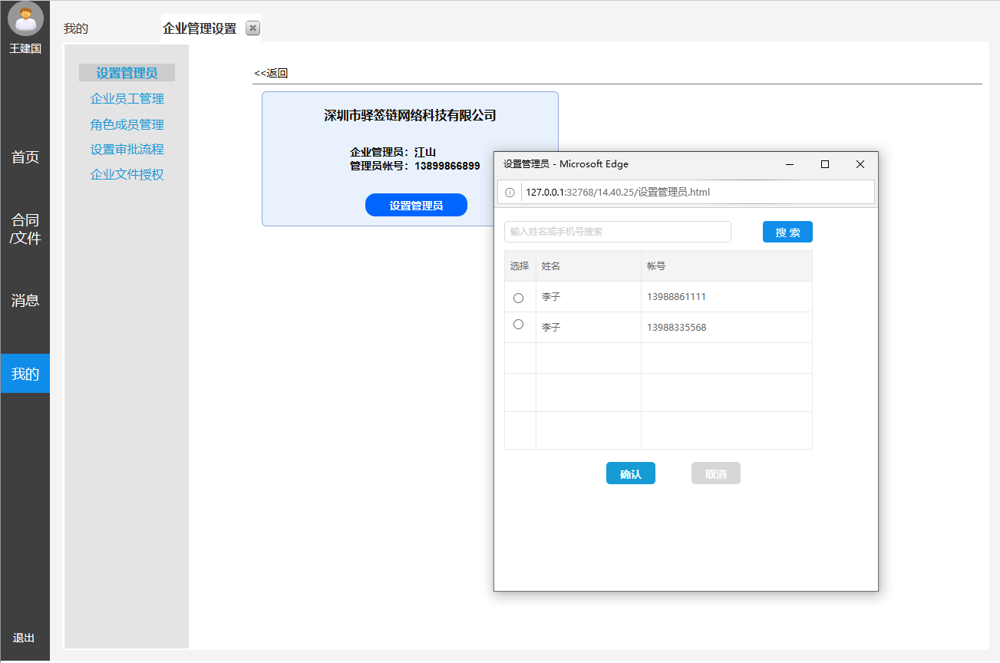 王建国
首页
合同
/文件
消息
我的
退出
我的
企业管理设置
设置管理员
企业员工管理
角色成员管理
设置审批流程
企业文件授权
<<返回
深圳市驿签链网络科技有限公司
企业管理员：江山
管理员帐号：13899866899
设置管理员
设置管理员 - Microsoft Edge
127.0.0.1:32768/14.40.25/设置管理员.html
输入姓名或手机号搜索
搜 索
选择 姓名 帐号
李子 13988861111
李子 13988335568
确认 取消